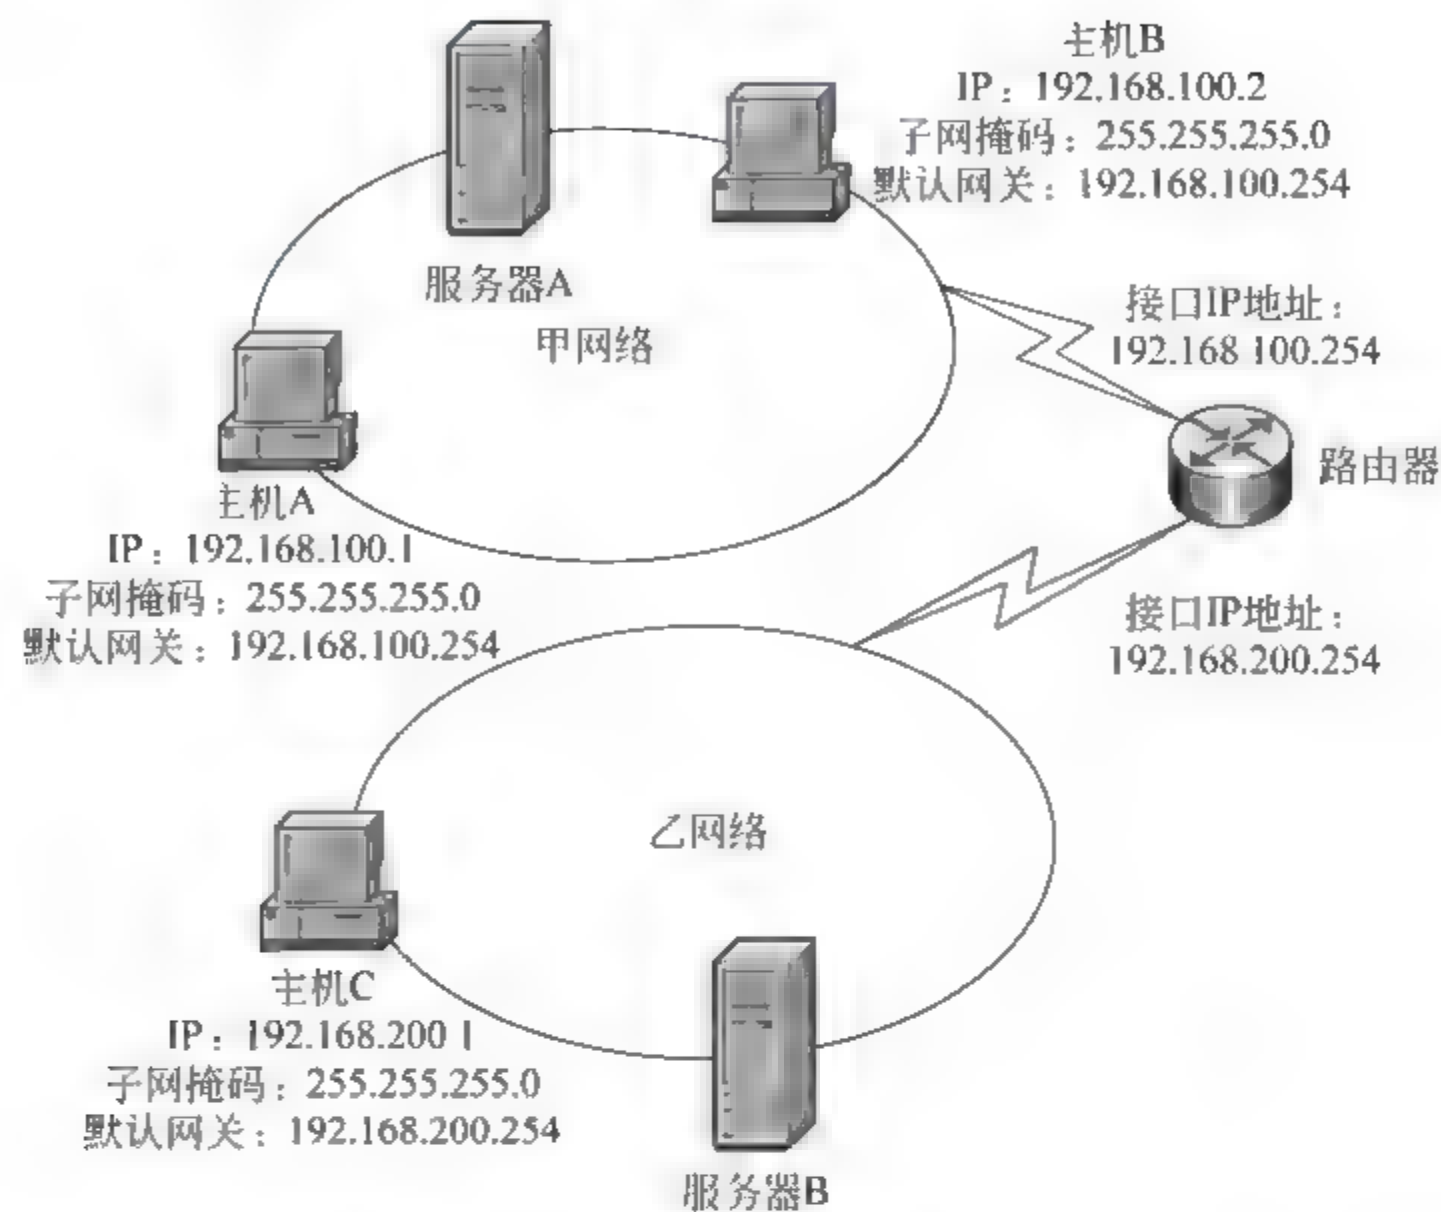 主机B
IP：192.168.100.2
子网掩码：255.255.255.0
默认网关：192.168.100.254
服务器A
甲网络
接口IP地址：
192.168 100.254
路由器
主机A
IP：192.168.100.1
子网掩码：255.255.255.0
默认网关：192.168.100.254
接口IP地址：
192.168.200.254
乙网络
主机C
IP：192.168.200 1
子网掩码：255.255.255.0
默认网关：192.168.200.254
服务器B